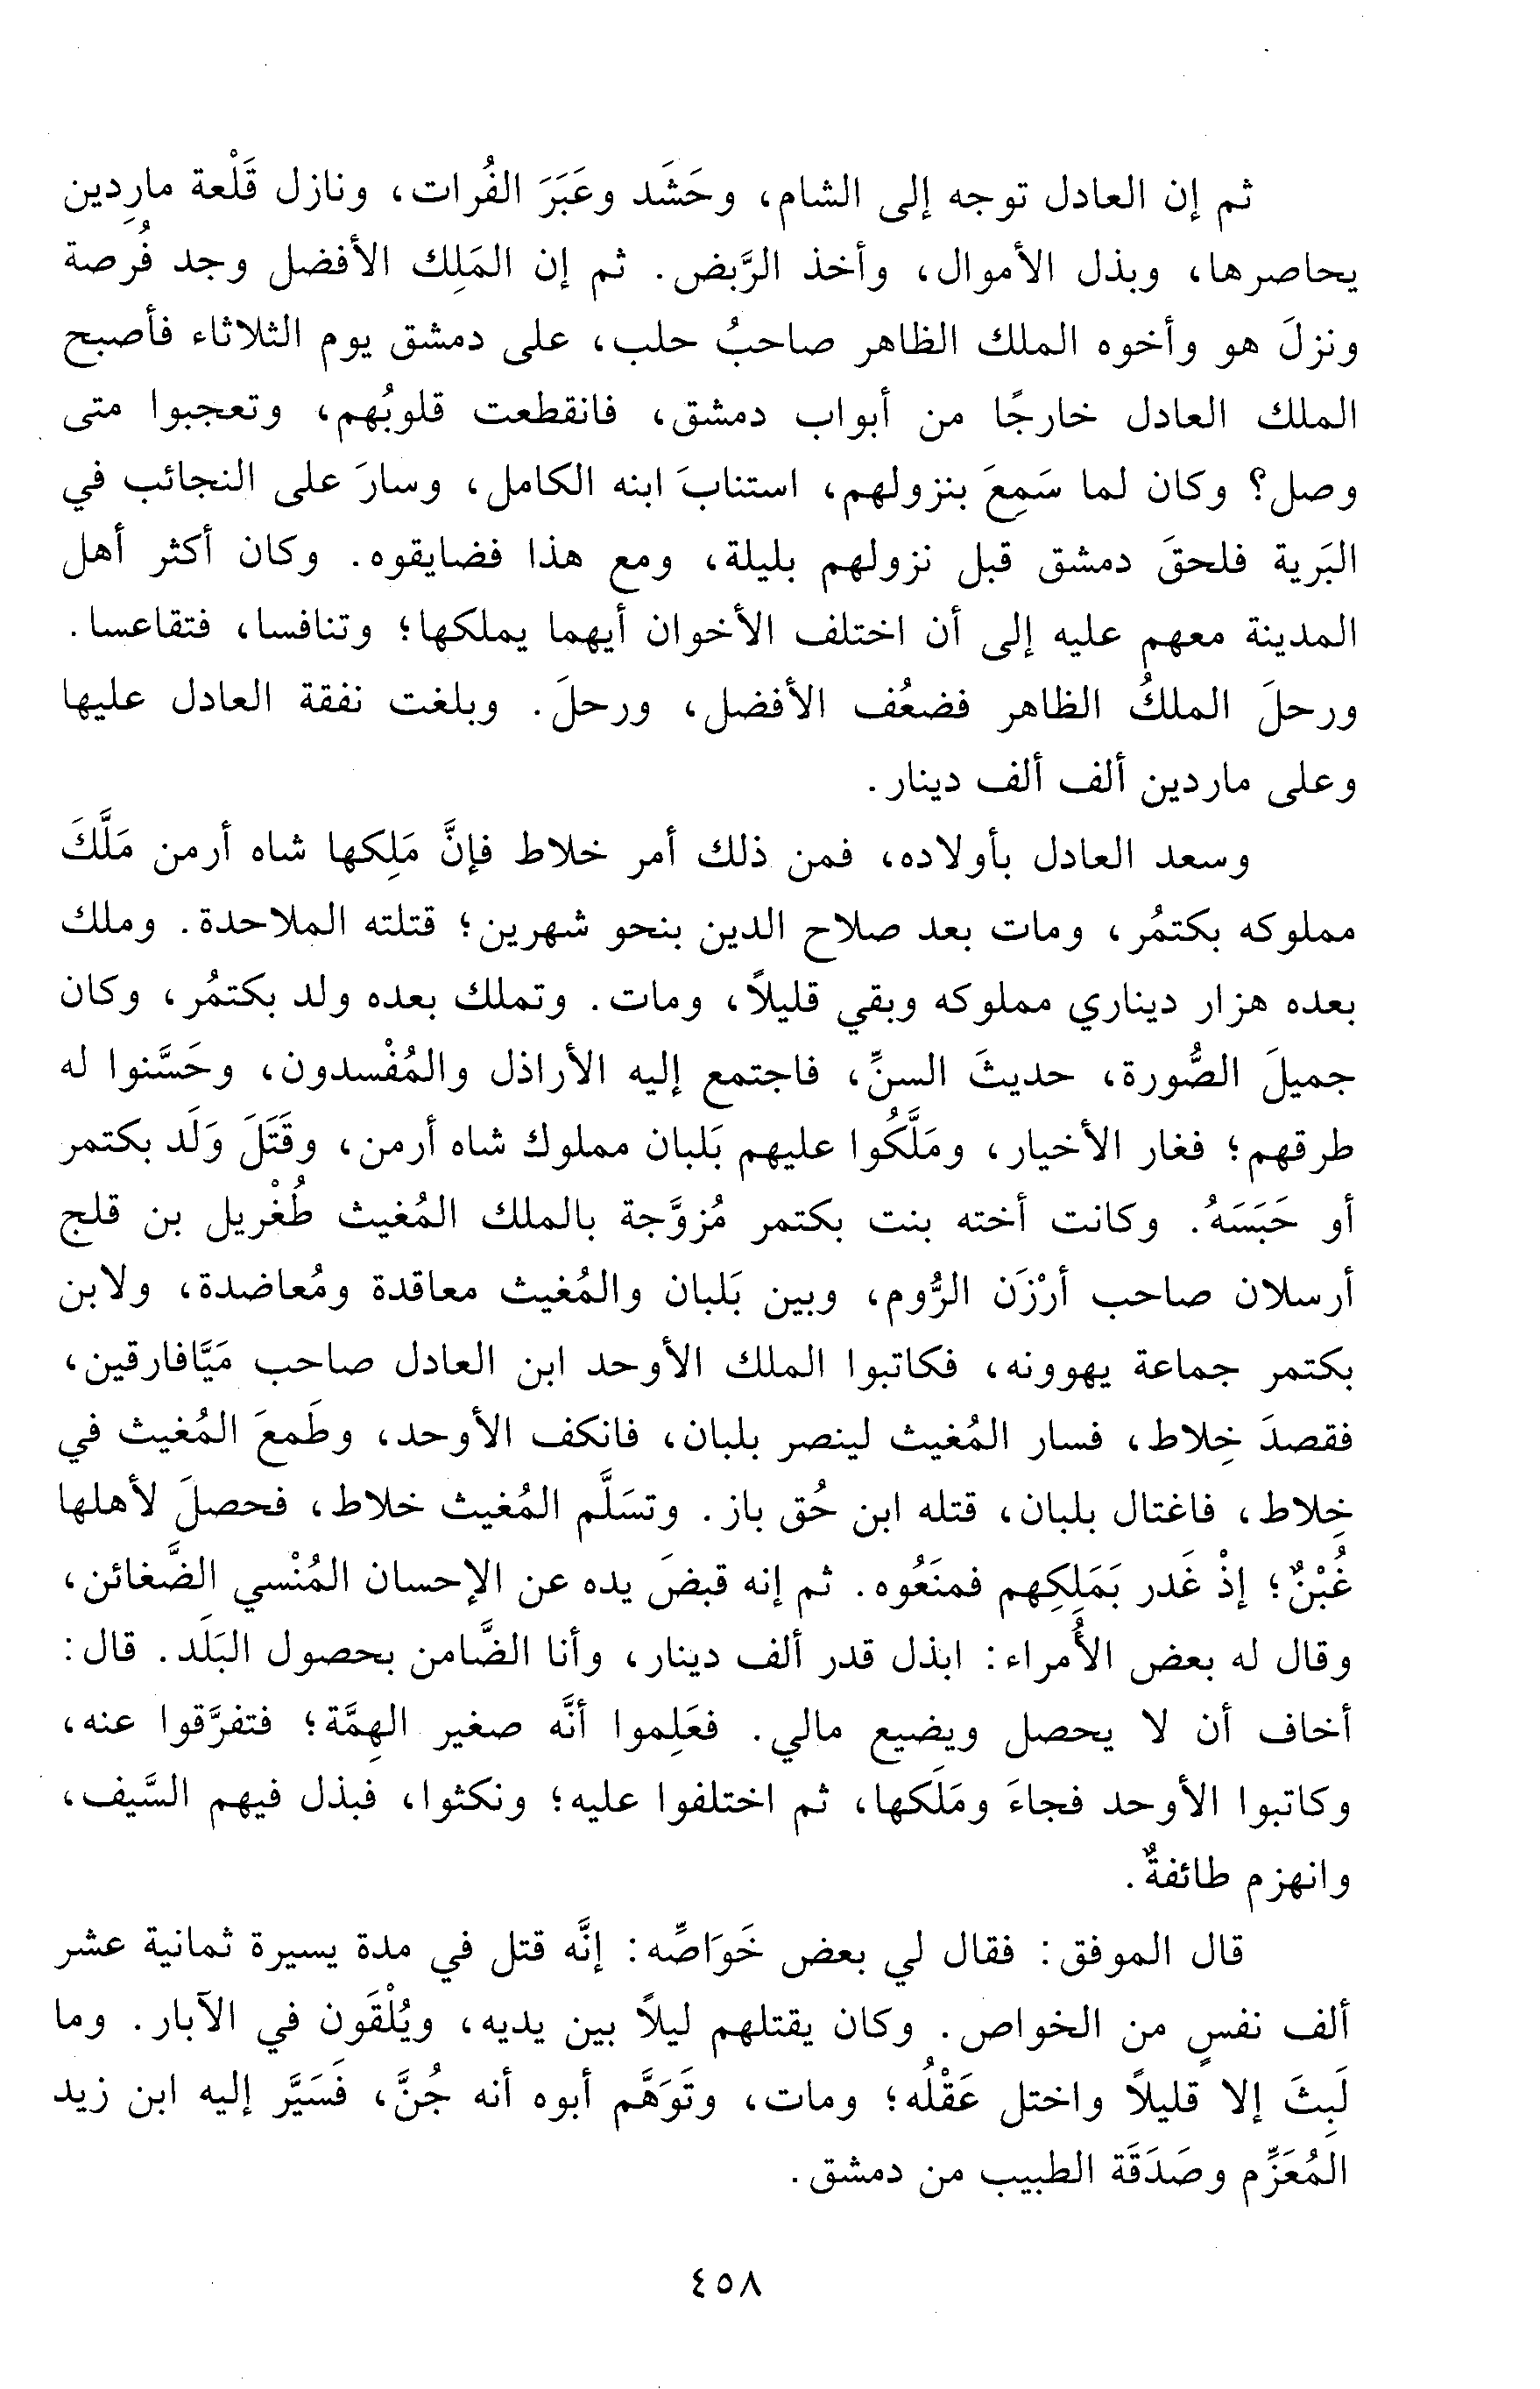 ثم إن العادل توجه إلى الشام، وحَشَد وعَبَرَ الفُرات، ونازل قَلْعة مارِدين
يحاصرها، وبذل الأموال، وأخذ الرَّبض. ثم إن المَلِك الأفضل وجد فُرصة
ونزلَ هو وأخوه الملك الظاهر صاحبُ حلب، على دمشق يوم الثلاثاء فأصبح
الملك العادل خارجًا من أبواب دمشق، فانقطعت قلوبُهم، وتعجبوا متى
وصل؟ وكان لما سَمِعَ بنزولهم، استنابَ ابنه الكامل، وسارَ على النجائب في
البَرية فلحقَ دمشق قبل نزولهم بليلة، ومع هذا فضايقوه. وكان أكثر أهل
المدينة معهم عليه إلى أن اختلف الأخوان أيهما يملكها؛ وتنافسا، فتقاعسا.
ورحلَ الملكُ الظاهر فضعُف الأفضل، ورحلَ. وبلغت نفقة العادل عليها
وعلى ماردين ألف ألف دينار.
وسعد العادل بأولاده، فمن ذلك أمر خلاط فإنَّ مَلِكها شاه أرمن مَلَّكَ
مملوكه بكتمُر، ومات بعد صلاح الدين بنحو شهرين؛ قتلته الملاحدة. وملك
بعده هزار ديناري مملوكه وبقي قليلاً، ومات. وتملك بعده ولد بكتمُر، وكان
جميلَ الصُّورة، حديثَ السنِّ، فاجتمع إليه الأراذل والمُفْسدون، وحَسَّنوا له
طرقهم؛ فغار الأخيار، ومَلَّكُوا عليهم بَلبان مملوك شاه أرمن، وقَتَلَ وَلَد بكتمر
أو حَبَسَهُ. وكانت أخته بنت بكتمر مُزوَّجة بالملك المُغيث طُغْريل بن قلج
أرسلان صاحب أرْزَن الرُّوم، وبين بَلبان والمُغيث معاقدة ومُعاضدة، ولابن
بكتمر جماعة يهوونه، فكاتبوا الملك الأوحد ابن العادل صاحب مَيَّافارقين،
فقصدَ خِلاط، فسار المُغيث لينصر بلبان، فانكف الأوحد، وطَمعَ المُغيث في
خِلاط، فاغتال بلبان، قتله ابن حُق باز. وتسَلَّم المُغيث خلاط، فحصلَ لأهلها
غُبْنٌ؛ إذْ غَدر بَمَلِكِهم فمنَعُوه. ثم إنه قبضَ يده عن الإحسان المُنْسي الضَّغائن،
وقال له بعض الأُمراء: ابذل قدر ألف دينار، وأنا الضَّامن بحصول البَلَد. قال:
أخاف أن لا يحصل ويضيع مالي. فعَلِموا أنَّه صغير الهِمَّة؛ فتفرَّقوا عنه،
وكاتبوا الأوحد فجاءَ ومَلَكها، ثم اختلفوا عليه؛ ونكثوا، فبذل فيهم السَّيف،
وانهزم طائفةٌ.
قال الموفق: فقال لي بعض خَوَاصِّه: إنَّه قتل في مدة يسيرة ثمانية عشر
ألف نفسٍ من الخواص. وكان يقتلهم ليلاً بين يديه، ويُلْقَون في الآبار. وما
لَبِثَ إلا قليلاً واختل عَقْلُه؛ ومات، وتَوَهَّم أبوه أنه جُنَّ، فَسَيَّر إليه ابن زيد
المُعَزِّم وصَدَقَة الطبيب من دمشق.
٤٥٨